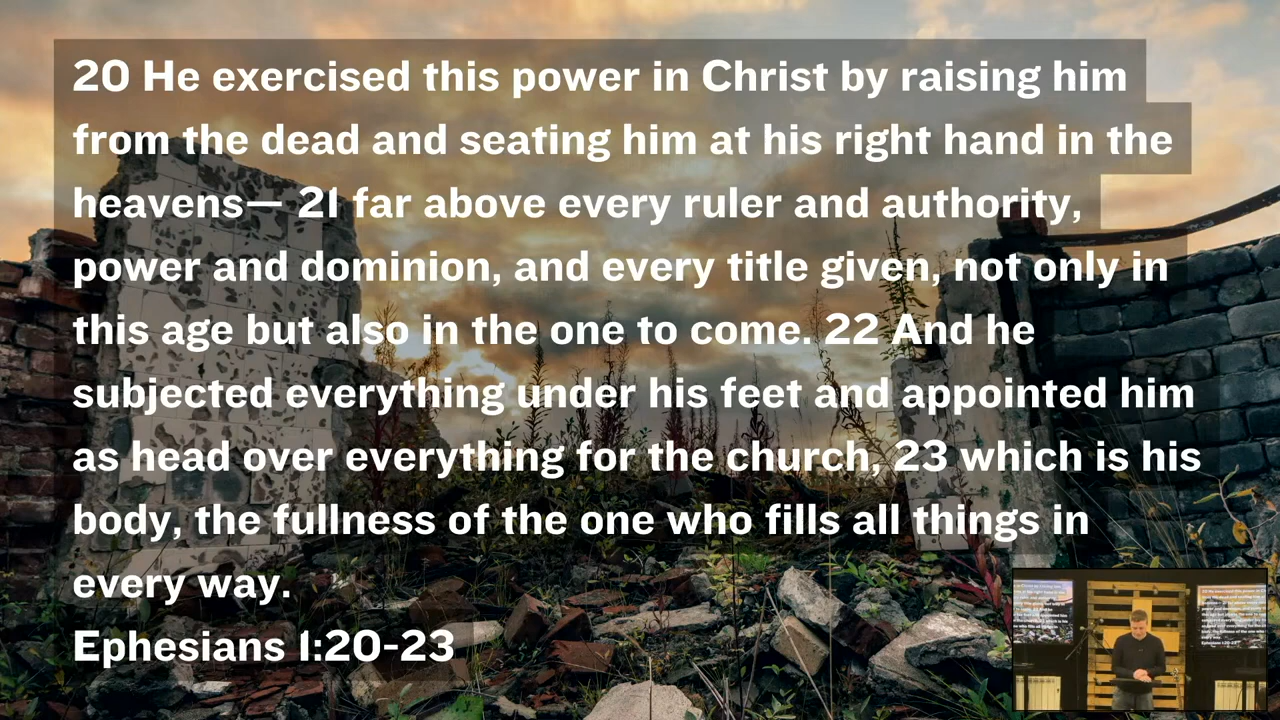 20 He exercised this power in Christ by raising him
from the dead and seating him at his right hand in the
heavens— 21 far above every ruler and authority,
power and dominion, and every title given, not only in
this age but also in the one to come. 22 And he
subjected everything under his feet and appointed him
as head over everything for the church, 23 which is his
body, the fullness of the one who fills all things in
every way.
Ephesians 1:20-23